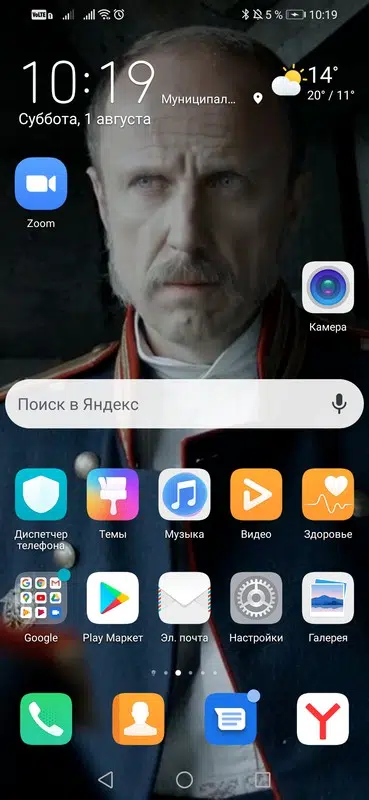 VoLTE
5 %
10:19
10:19
Муниципал...
14°
20° / 11°
Суббота, 1 августа
Zoom
Камера
Поиск в Яндекс
Диспетчер
телефона
Темы
Музыка
Видео
Здоровье
Google
Play Маркет
Эл. почта
Настройки
Галерея